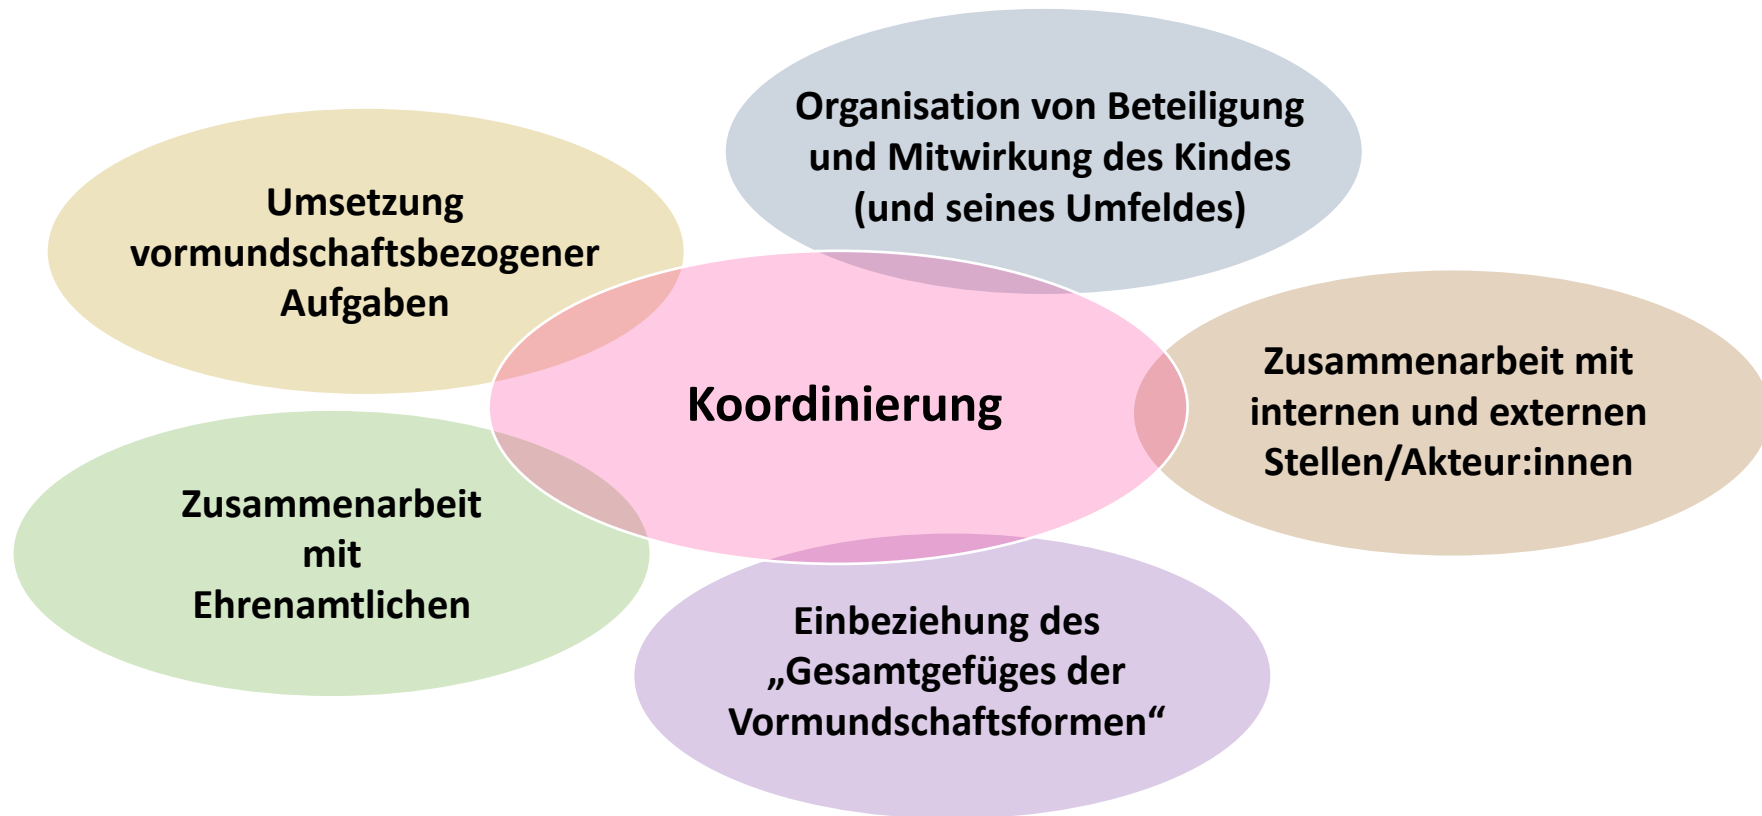 Organisation von Beteiligung
und Mitwirkung des Kindes
(und seines Umfeldes)
Umsetzung
vormundschaftsbezogener
Aufgaben
Koordinierung
Zusammenarbeit mit
internen und externen
Stellen/Akteur:innen
Zusammenarbeit
mit
Ehrenamtlichen
Einbeziehung des
„Gesamtgefüges der
Vormundschaftsformen“